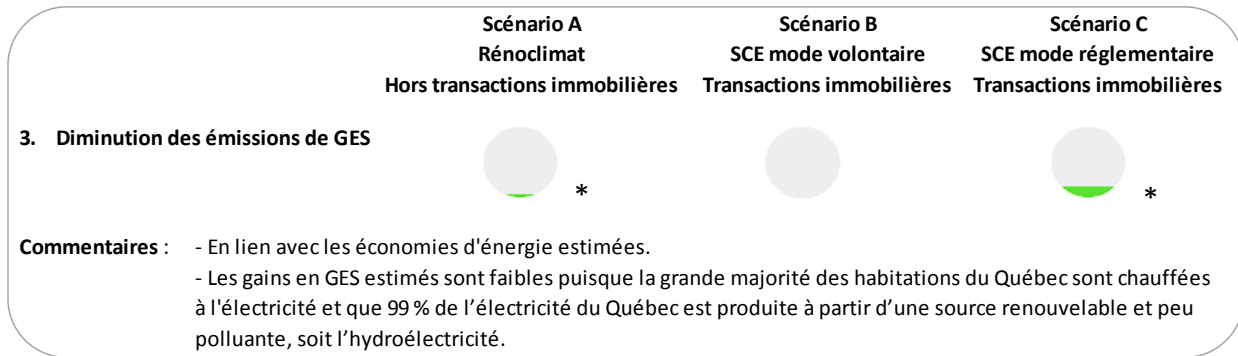 Scénario A Scénario B Scénario C
Rénoclimat SCE mode volontaire SCE mode réglementaire
Hors transactions immobilières Transactions immobilières Transactions immobilières
3. Diminution des émissions de GES
* *
Commentaires : - En lien avec les économies d'énergie estimées.
- Les gains en GES estimés sont faibles puisque la grande majorité des habitations du Québec sont chauffées
à l'électricité et que 99 % de l’électricité du Québec est produite à partir d’une source renouvelable et peu
polluante, soit l’hydroélectricité.